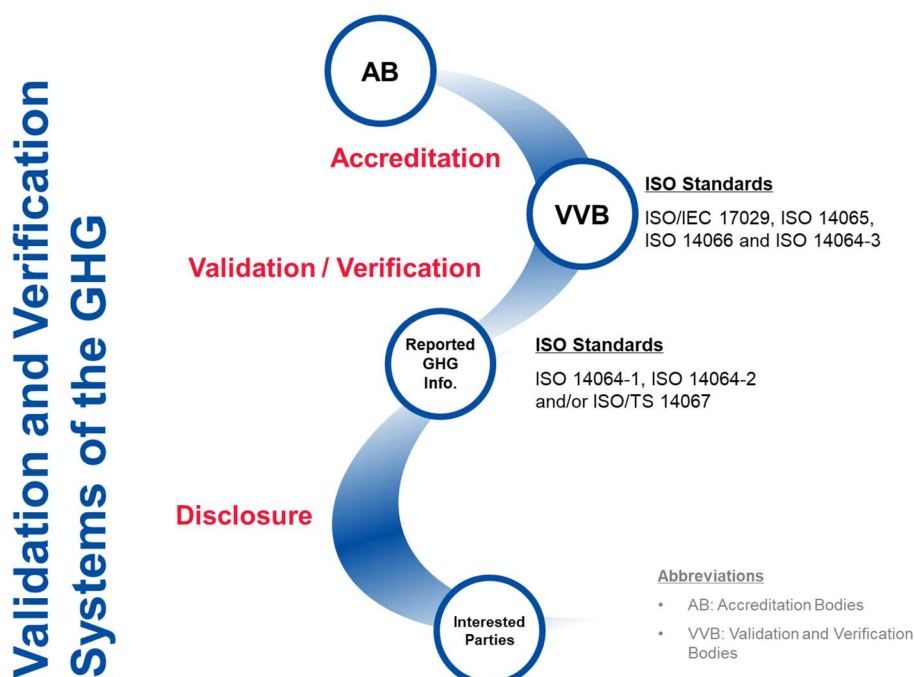 Validation and Verification
Systems of the GHG
AB
Accreditation
VVB
ISO Standards
ISO/IEC 17029, ISO 14065,
ISO 14066 and ISO 14064-3
Validation / Verification
Reported
GHG
Info.
ISO Standards
ISO 14064-1, ISO 14064-2
and/or ISO/TS 14067
Disclosure
Interested
Parties
Abbreviations
• AB: Accreditation Bodies
• VVB: Validation and Verification
Bodies